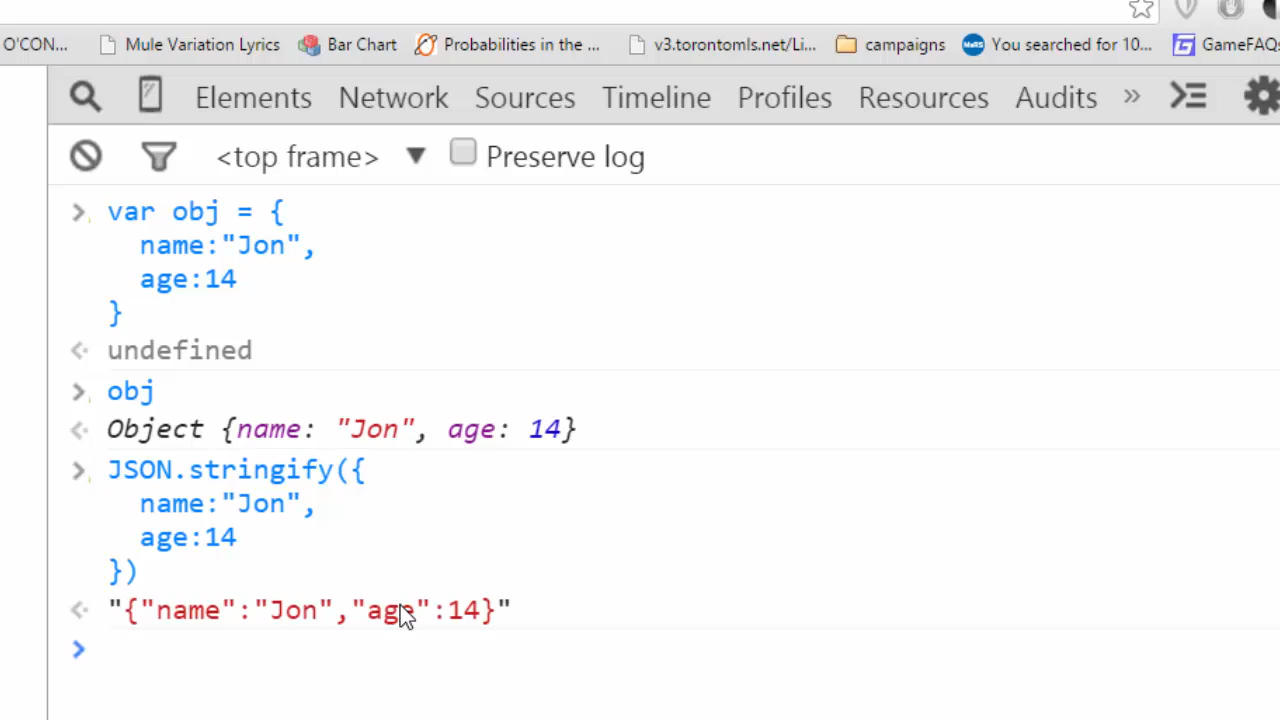 O'CON... Mule Variation Lyrics Bar Chart Probabilities in the ... v3.torontomls.net/Li... campaigns You searched for 10... GameFAQs
Elements Network Sources Timeline Profiles Resources Audits »
<top frame> ▼ Preserve log
> var obj = {
name:"Jon",
age:14
}
undefined
> obj
Object {name: "Jon", age: 14}
> JSON.stringify({
name:"Jon",
age:14
})
"{"name":"Jon","age":14}"
>